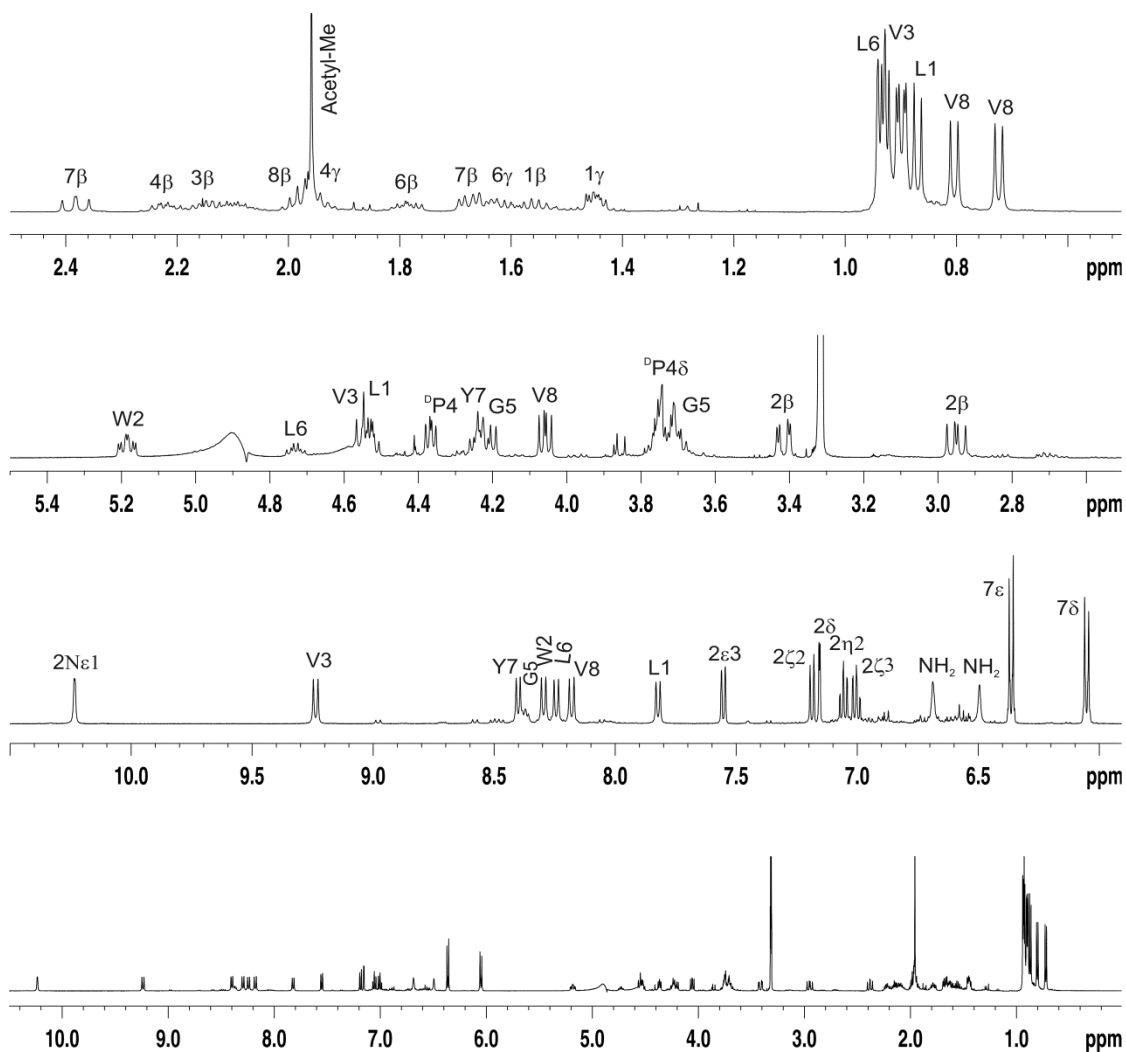 L6 V3 L1 V8 V8
Acetyl-Me
7β 4β 3β 8β 4γ 6β 7β 6γ 1β 1γ
2.4 2.2 2.0 1.8 1.6 1.4 1.2 1.0 0.8 ppm
W2 L6 V3 L1 ᴰP4 Y7 G5 V8 ᴰP4δ G5 2β 2β
5.4 5.2 5.0 4.8 4.6 4.4 4.2 4.0 3.8 3.6 3.4 3.2 3.0 2.8 ppm
2Nε1 V3 Y7 G5 W2 L6 V8 L1 2ε3 2ζ2 2δ 2η2 2ζ3 NH₂ NH₂ 7ε 7δ
10.0 9.5 9.0 8.5 8.0 7.5 7.0 6.5 ppm
10.0 9.0 8.0 7.0 6.0 5.0 4.0 3.0 2.0 1.0 ppm